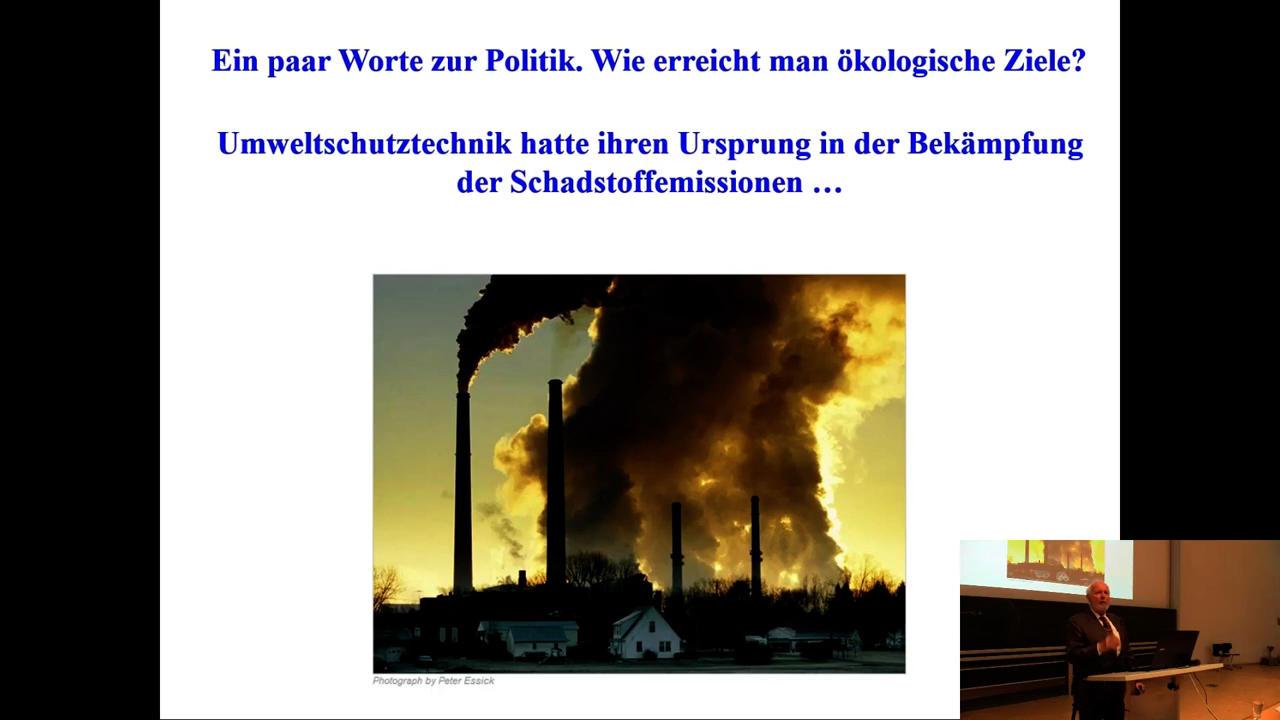 Ein paar Worte zur Politik. Wie erreicht man ökologische Ziele?
Umweltschutztechnik hatte ihren Ursprung in der Bekämpfung
der Schadstoffemissionen …
Photograph by Peter Essick